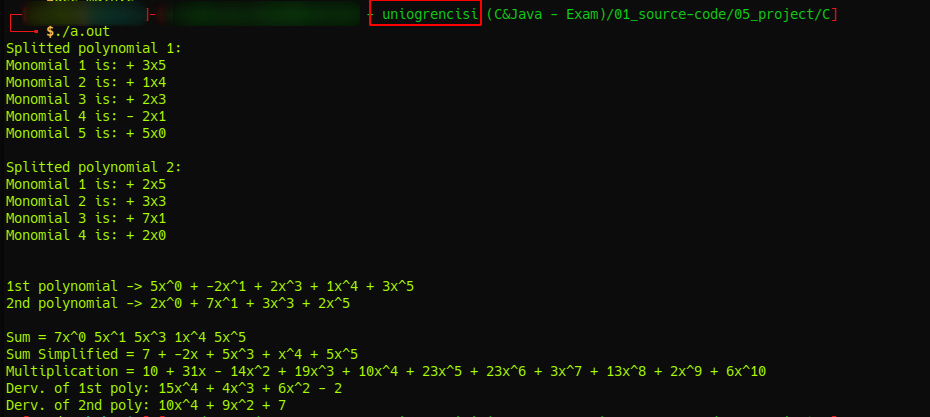 - uniogrencisi (C&Java - Exam)/01_source-code/05_project/C]
$./a.out
Splitted polynomial 1:
Monomial 1 is: + 3x5
Monomial 2 is: + 1x4
Monomial 3 is: + 2x3
Monomial 4 is: - 2x1
Monomial 5 is: + 5x0
Splitted polynomial 2:
Monomial 1 is: + 2x5
Monomial 2 is: + 3x3
Monomial 3 is: + 7x1
Monomial 4 is: + 2x0
1st polynomial -> 5x^0 + -2x^1 + 2x^3 + 1x^4 + 3x^5
2nd polynomial -> 2x^0 + 7x^1 + 3x^3 + 2x^5
Sum = 7x^0 5x^1 5x^3 1x^4 5x^5
Sum Simplified = 7 + -2x + 5x^3 + x^4 + 5x^5
Multiplication = 10 + 31x - 14x^2 + 19x^3 + 10x^4 + 23x^5 + 23x^6 + 3x^7 + 13x^8 + 2x^9 + 6x^10
Derv. of 1st poly: 15x^4 + 4x^3 + 6x^2 - 2
Derv. of 2nd poly: 10x^4 + 9x^2 + 7